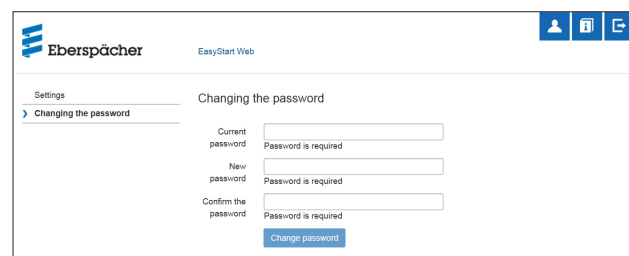 Eberspächer
EasyStart Web
Settings
Changing the password
Changing the password
Current
password
Password is required
New
password
Password is required
Confirm the
password
Password is required
Change password